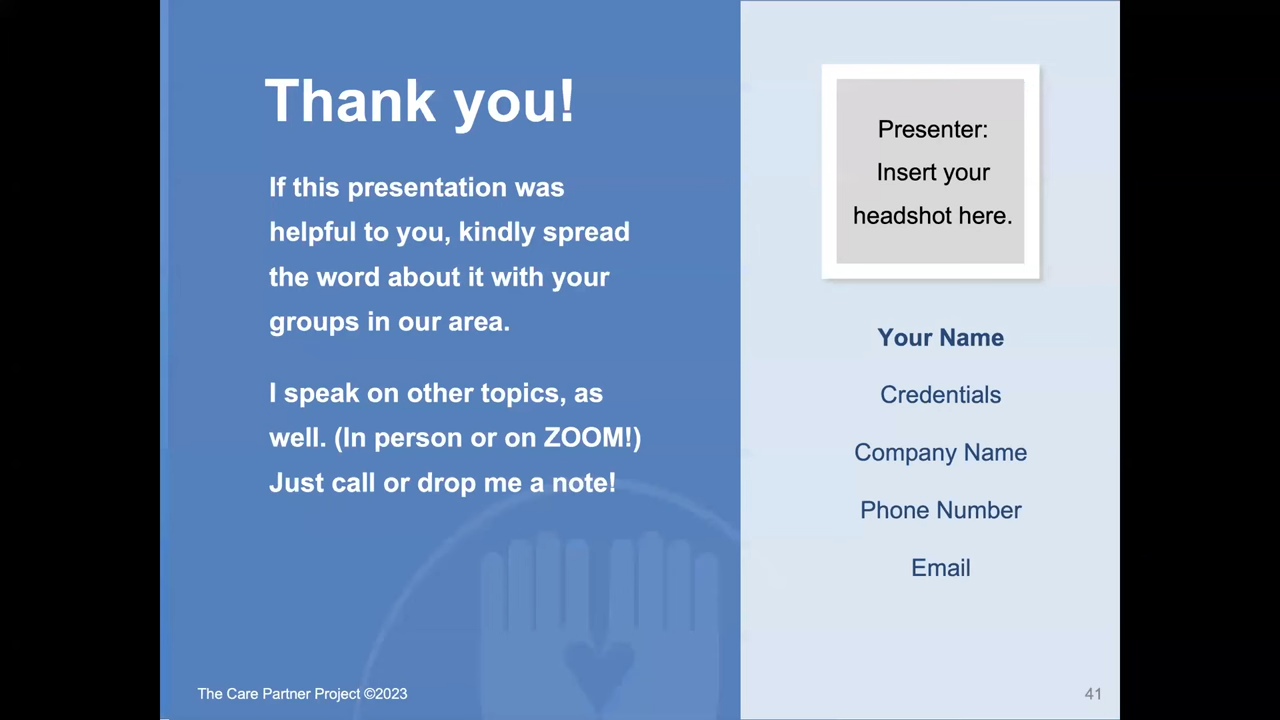 Thank you!
If this presentation was
helpful to you, kindly spread
the word about it with your
groups in our area.
I speak on other topics, as
well. (In person or on ZOOM!)
Just call or drop me a note!
Presenter:
Insert your
headshot here.
Your Name
Credentials
Company Name
Phone Number
Email
The Care Partner Project ©2023
41